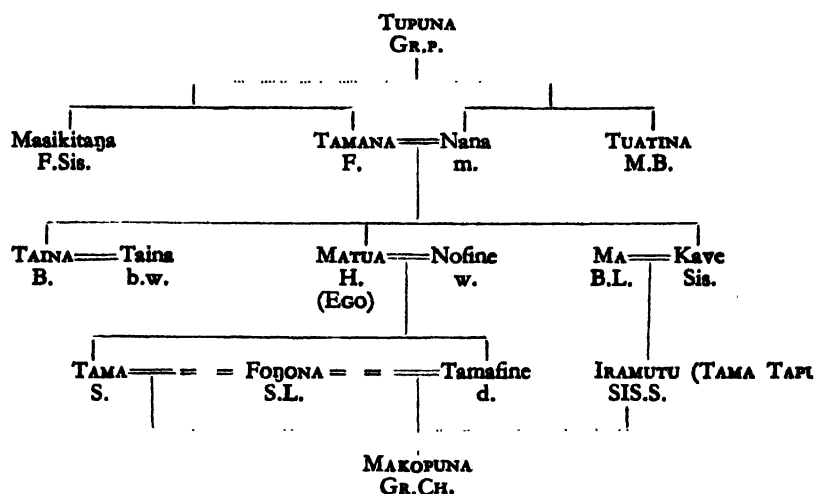 TUPUNA
GR.P.
Masikitaŋa TAMANA Nana TUATINA
F.Sis. F. m. M.B.
TAINA Taina MATUA Nofine MA Kave
B. b.w. H. w. B.L. Sis.
(EGO)
TAMA = = FOŊONA = = Tamafine IRAMUTU (TAMA TAPU
S. S.L. d. SIS.S.
MAKOPUNA
GR.CH.